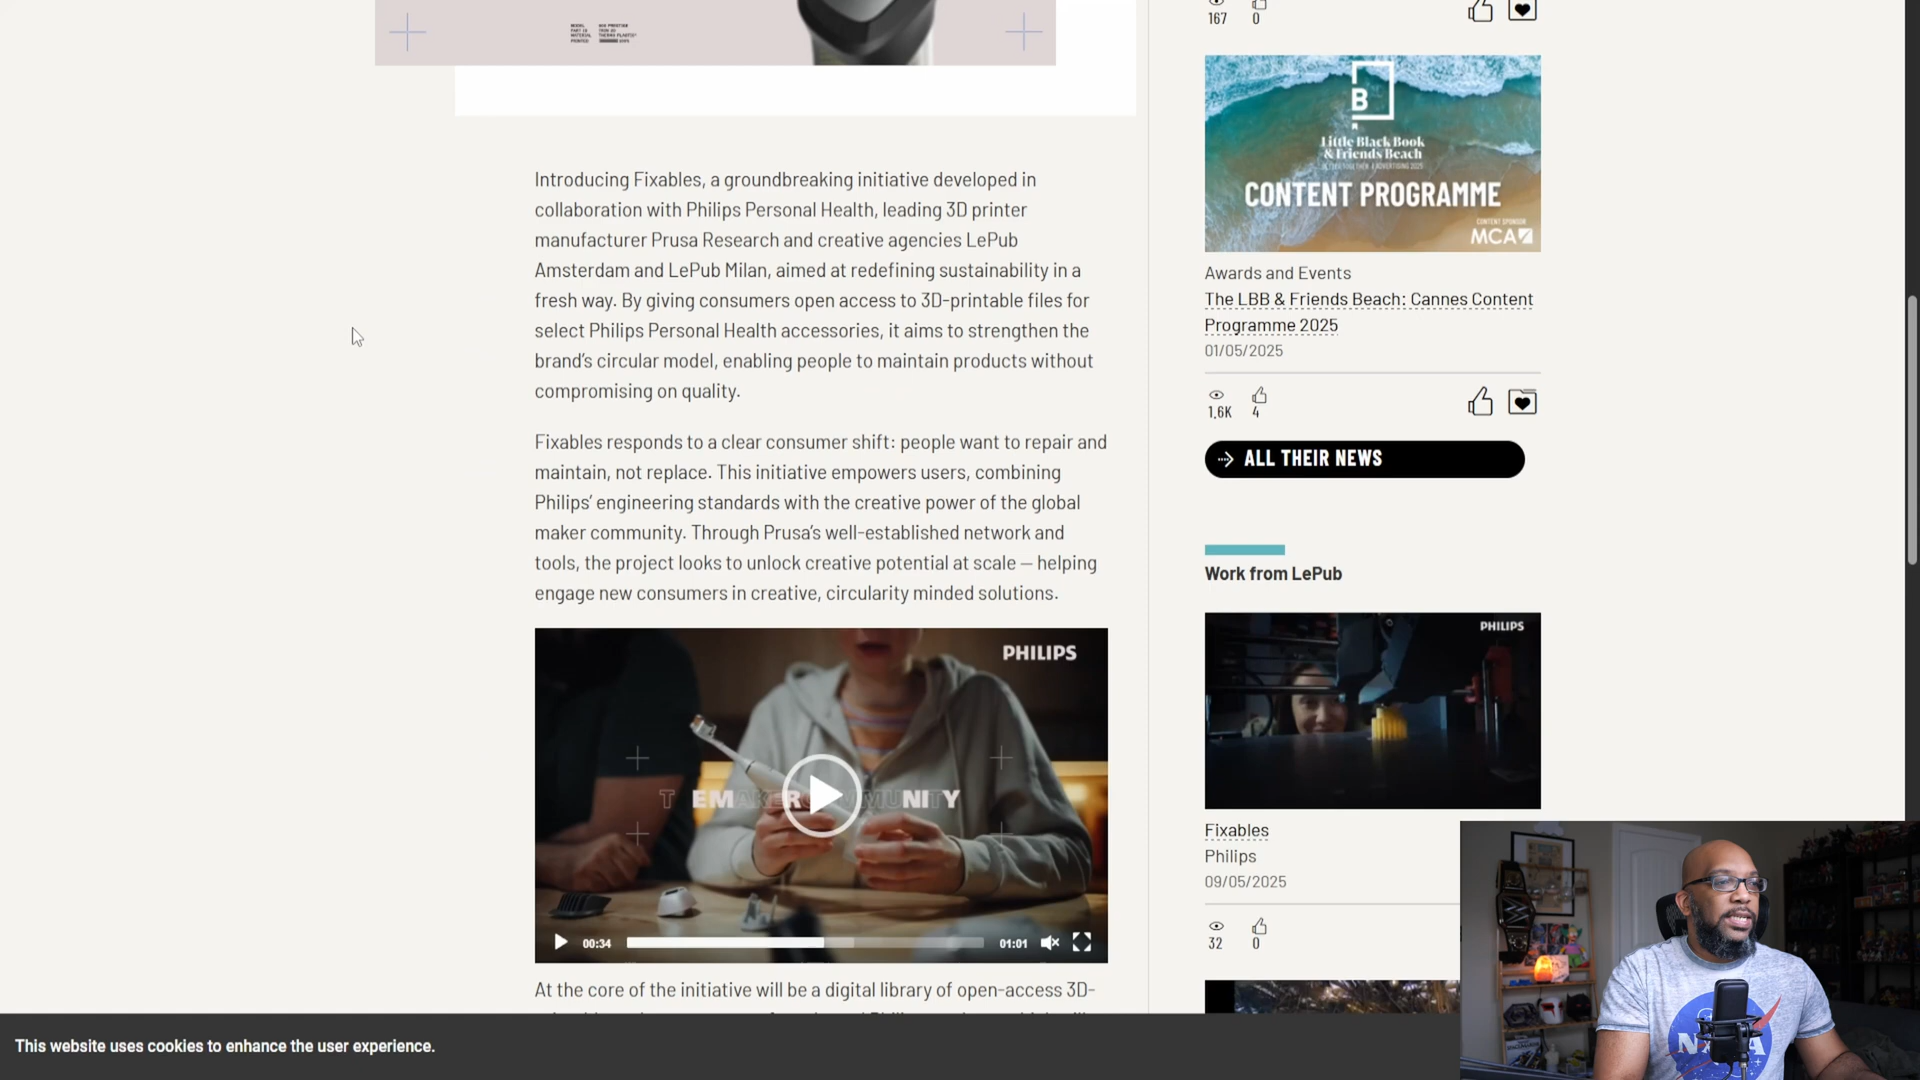 167
0
B
Little Black Book
& Friends Beach
CONTENT PROGRAMME
CONTENT SPONSOR
MCA
Awards and Events
The LBB & Friends Beach: Cannes Content
Programme 2025
01/05/2025
1.6K
4
ALL THEIR NEWS
Introducing Fixables, a groundbreaking initiative developed in
collaboration with Philips Personal Health, leading 3D printer
manufacturer Prusa Research and creative agencies LePub
Amsterdam and LePub Milan, aimed at redefining sustainability in a
fresh way. By giving consumers open access to 3D-printable files for
select Philips Personal Health accessories, it aims to strengthen the
brand's circular model, enabling people to maintain products without
compromising on quality.
Fixables responds to a clear consumer shift: people want to repair and
maintain, not replace. This initiative empowers users, combining
Philips' engineering standards with the creative power of the global
maker community. Through Prusa's well-established network and
tools, the project looks to unlock creative potential at scale – helping
engage new consumers in creative, circularity minded solutions.
PHILIPS
00:34
01:01
At the core of the initiative will be a digital library of open-access 3D-
Work from LePub
PHILIPS
Fixables
Philips
09/05/2025
32
0
This website uses cookies to enhance the user experience.